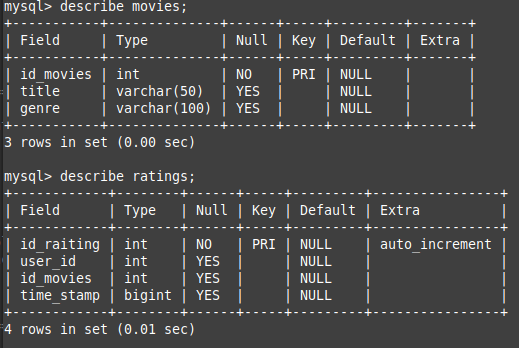 mysql> describe movies;
+-----------+--------------+------+-----+---------+-------+
| Field     | Type         | Null | Key | Default | Extra |
+-----------+--------------+------+-----+---------+-------+
| id_movies | int          | NO   | PRI | NULL    |       |
| title     | varchar(50)  | YES  |     | NULL    |       |
| genre     | varchar(100) | YES  |     | NULL    |       |
+-----------+--------------+------+-----+---------+-------+
3 rows in set (0.00 sec)
mysql> describe ratings;
+------------+--------+------+-----+---------+----------------+
| Field      | Type   | Null | Key | Default | Extra          |
+------------+--------+------+-----+---------+----------------+
| id_raiting | int    | NO   | PRI | NULL    | auto_increment |
| user_id    | int    | YES  |     | NULL    |                |
| id_movies  | int    | YES  |     | NULL    |                |
| time_stamp | bigint | YES  |     | NULL    |                |
+------------+--------+------+-----+---------+----------------+
4 rows in set (0.01 sec)